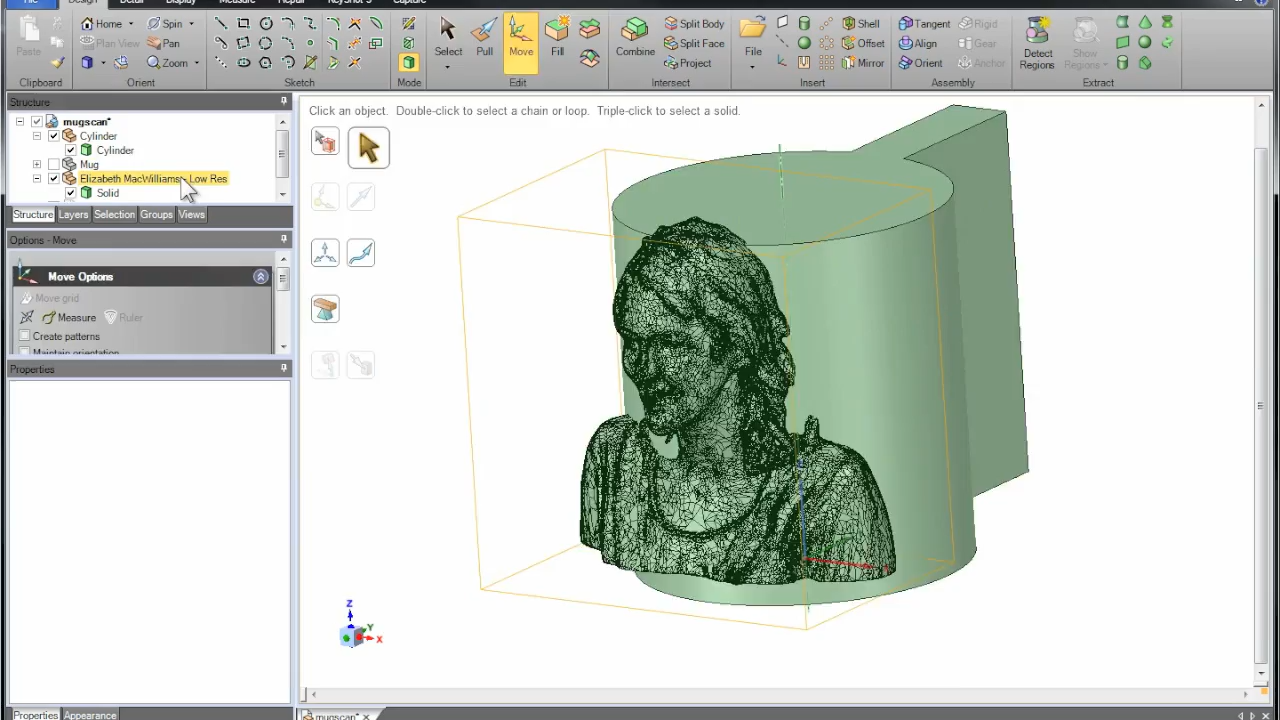 File Design Detail Display Measure Repair KeyShot 3 Capture
Paste
Home Spin
Plan View Pan
Zoom
Select Pull Move Fill
Combine
Split Body
Split Face
Project
File
Shell
Offset
Mirror
Tangent Rigid
Align Gear
Orient Anchor
Detect
Regions
Show
Regions
Clipboard Orient Sketch Mode Edit Intersect Insert Assembly Extract
Structure
mugscan*
Cylinder
Cylinder
Mug
Elizabeth MacWilliams - Low Res
Solid
Structure Layers Selection Groups Views
Options - Move
Move Options
Move grid
Measure Ruler
Create patterns
Maintain orientation
Properties
Properties Appearance
Click an object. Double-click to select a chain or loop. Triple-click to select a solid.
Z
Y
X
mugscan*